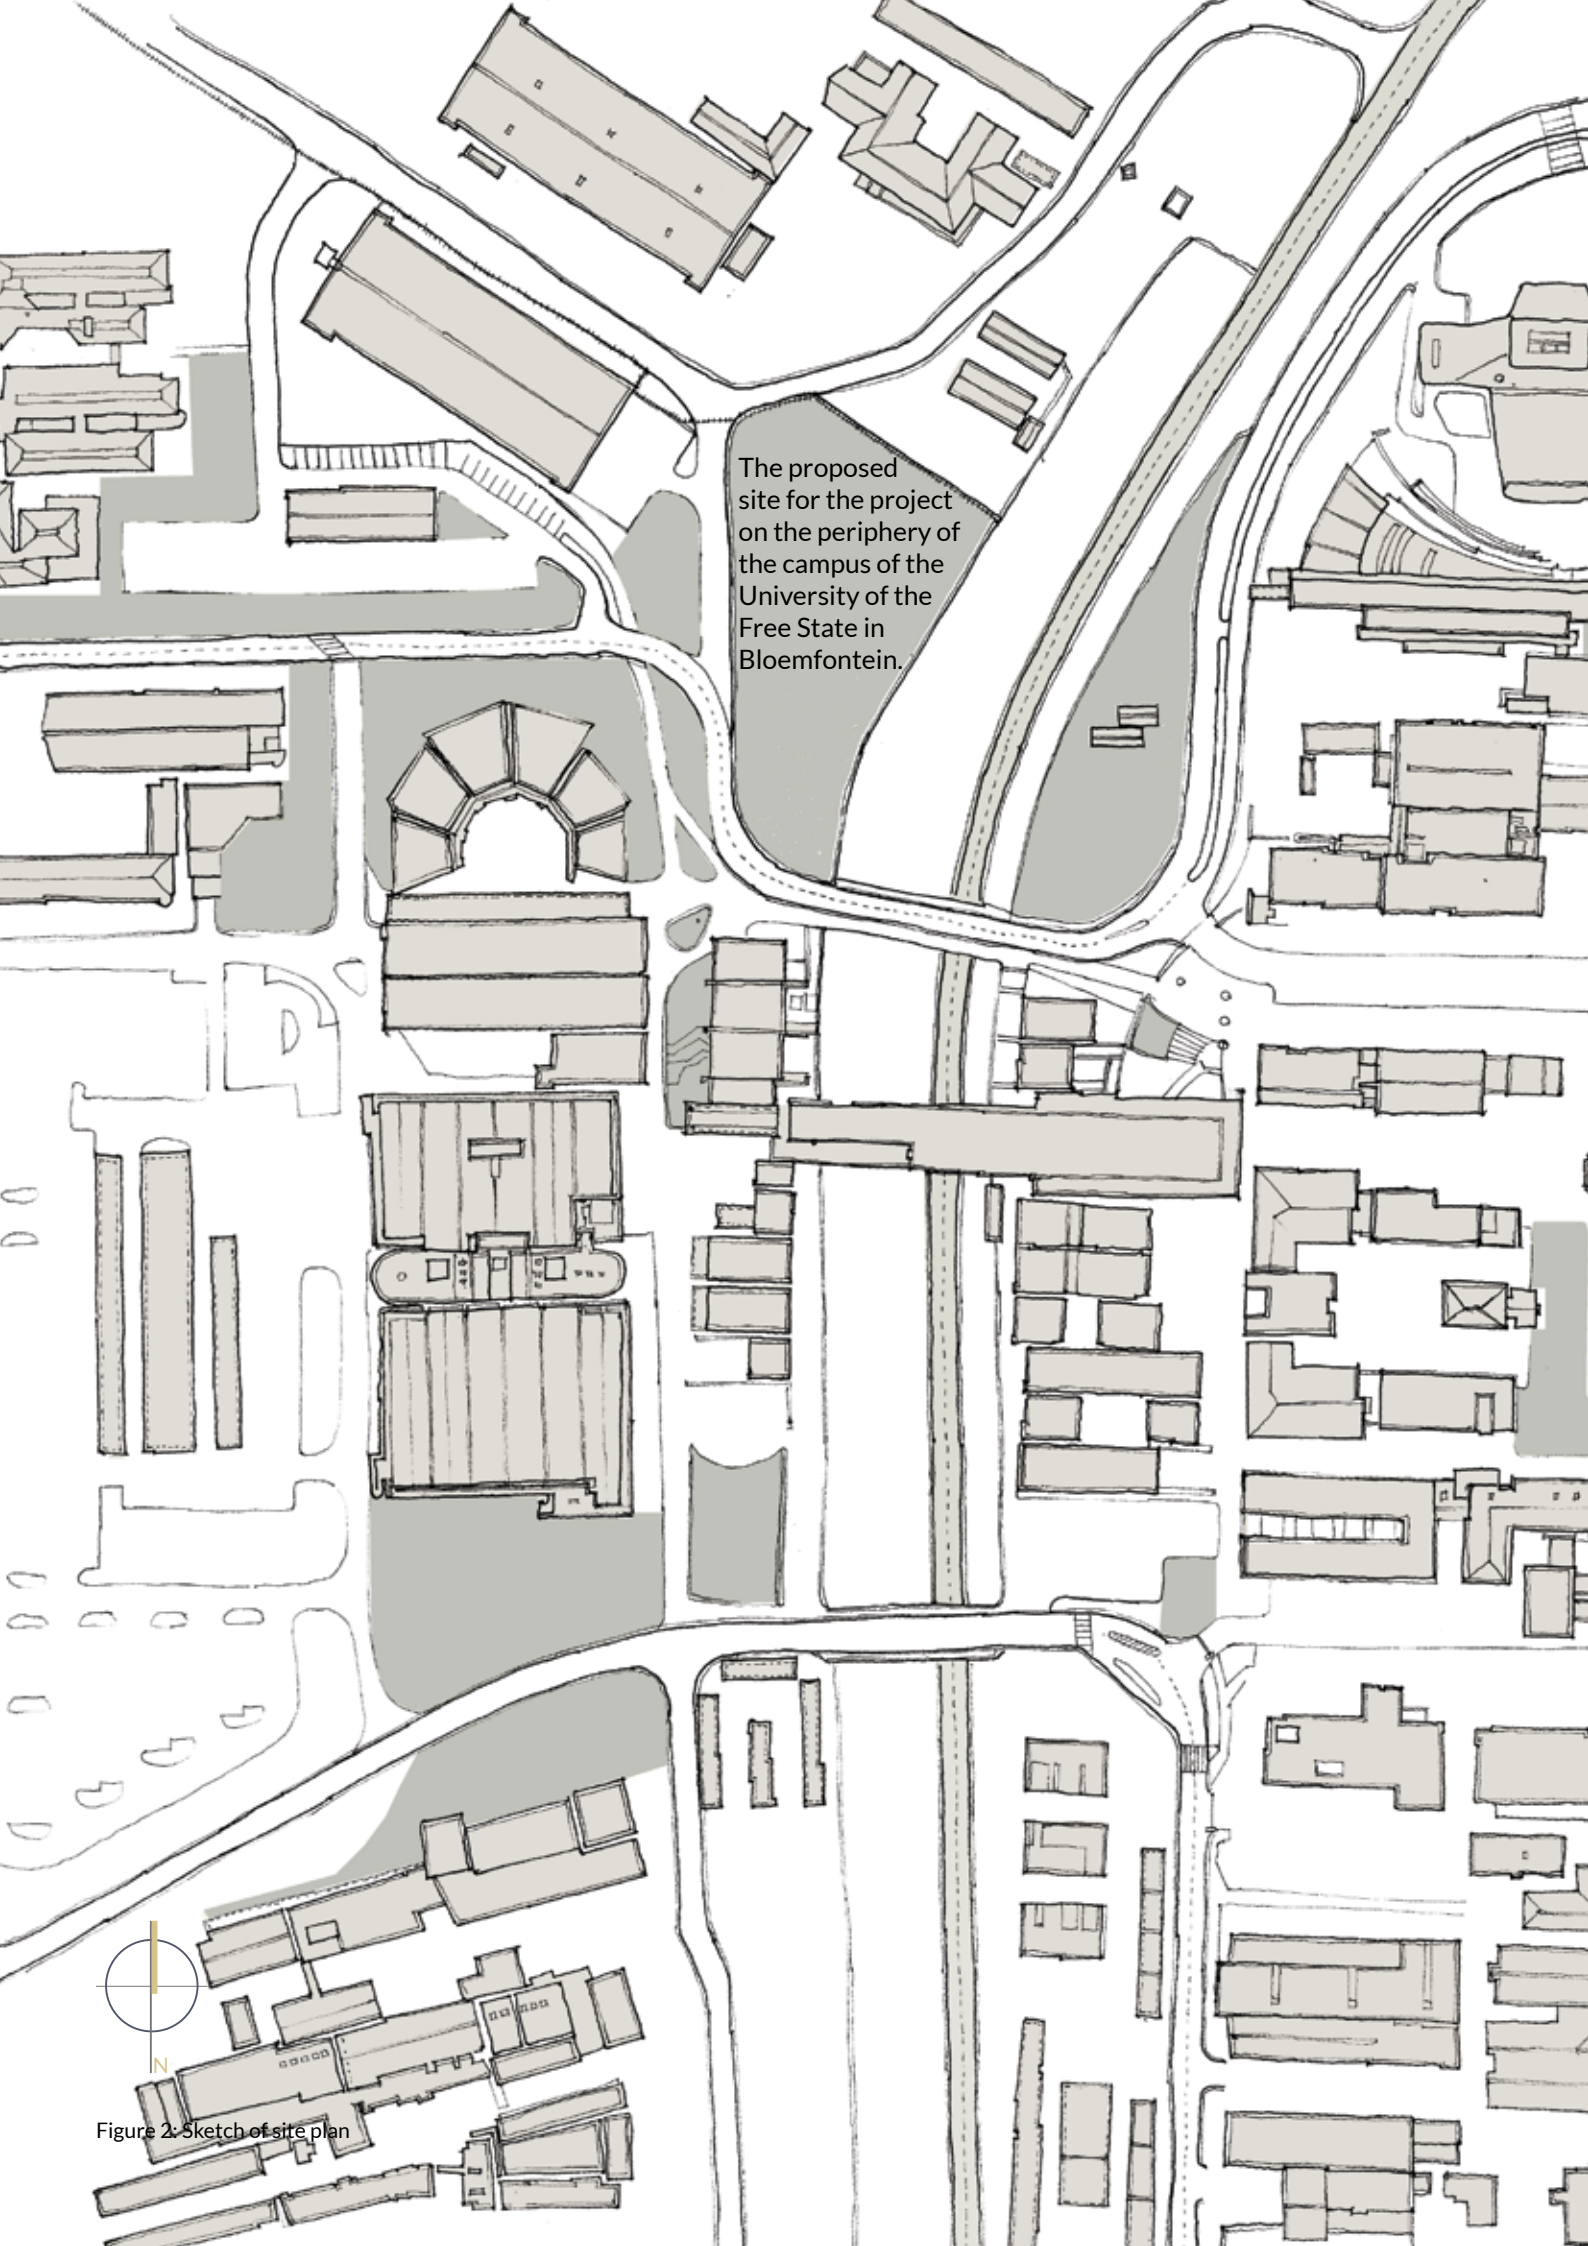 The proposed
site for the project
on the periphery of
the campus of the
University of the
Free State in
Bloemfontein.
N
Figure 2: Sketch of site plan